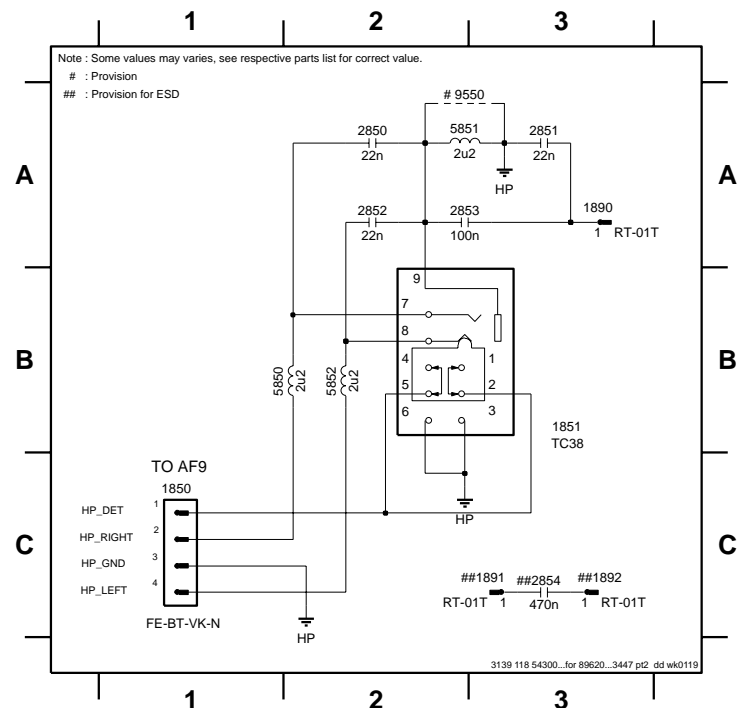 1 2 3
Note : Some values may varies, see respective parts list for correct value.
# : Provision
## : Provision for ESD
# 9550
2850 5851 2851
22n 2u2 22n
A A
HP
2852 2853 1890
22n 100n 1 RT-01T
9
7
8
4 1
B B
5850 2u2 5852 2u2
5 2
6 3
1851
TC38
TO AF9
1850
HP_DET 1
HP
HP_RIGHT 2
C C
HP_GND 3
##1891 ##2854 ##1892
HP_LEFT 4
RT-01T 1 470n 1 RT-01T
FE-BT-VK-N
HP
3139 118 54300...for 89620...3447 pt2 dd wk0119
1 2 3